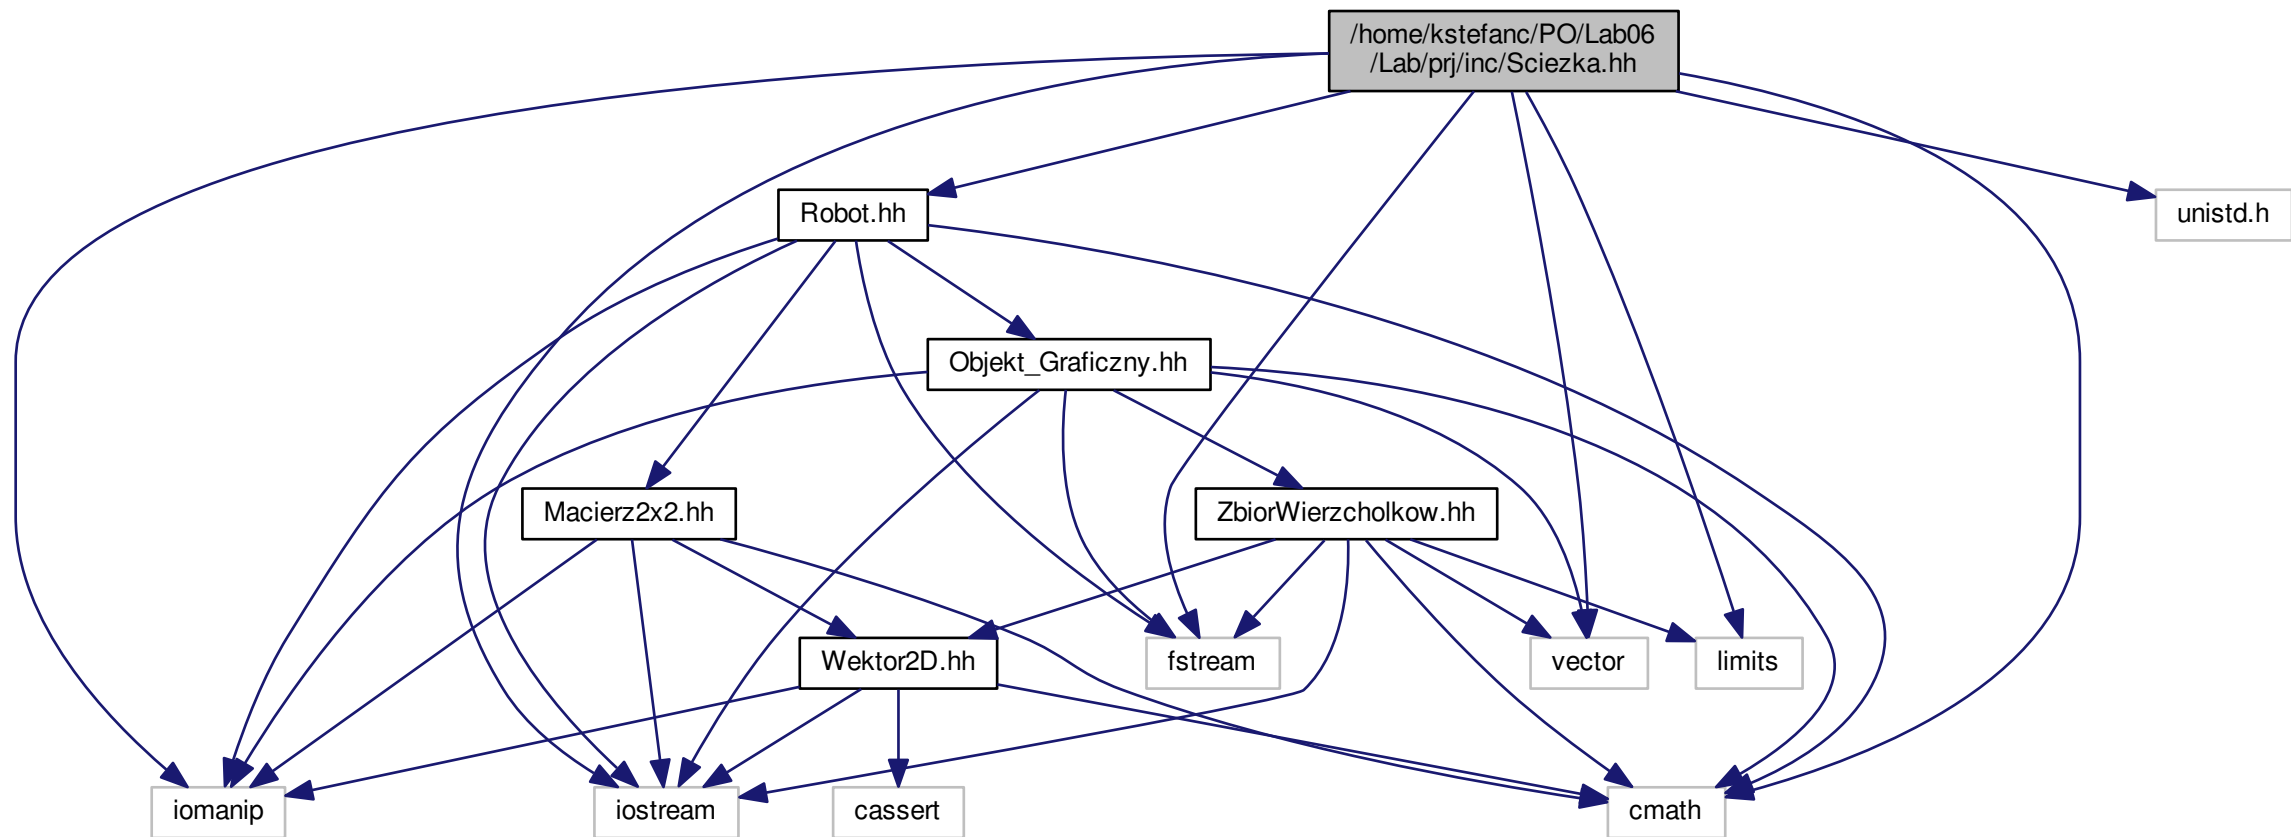 /home/kstefanc/PO/Lab06
/Lab/prj/inc/Sciezka.hh
Robot.hh
unistd.h
Objekt_Graficzny.hh
Macierz2x2.hh
ZbiorWierzcholkow.hh
Wektor2D.hh
fstream
vector
limits
iomanip
iostream
cassert
cmath